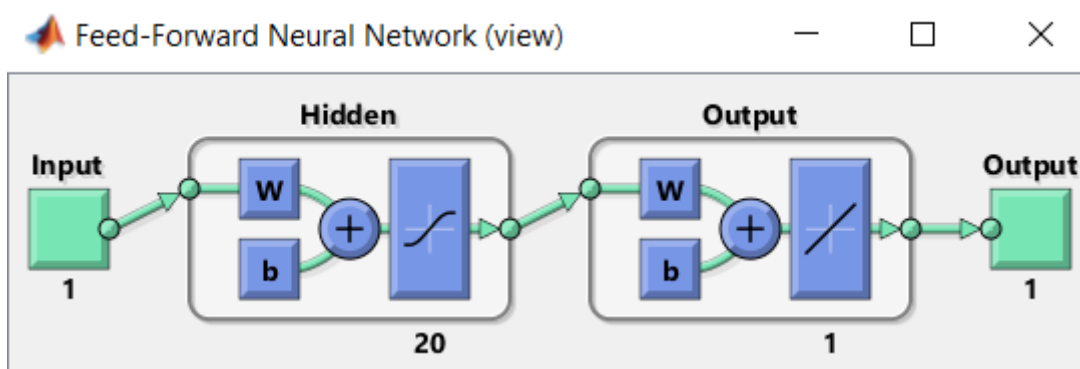 Feed-Forward Neural Network (view)
Hidden
Output
Input
Output
W
W
b
b
1
1
20
1